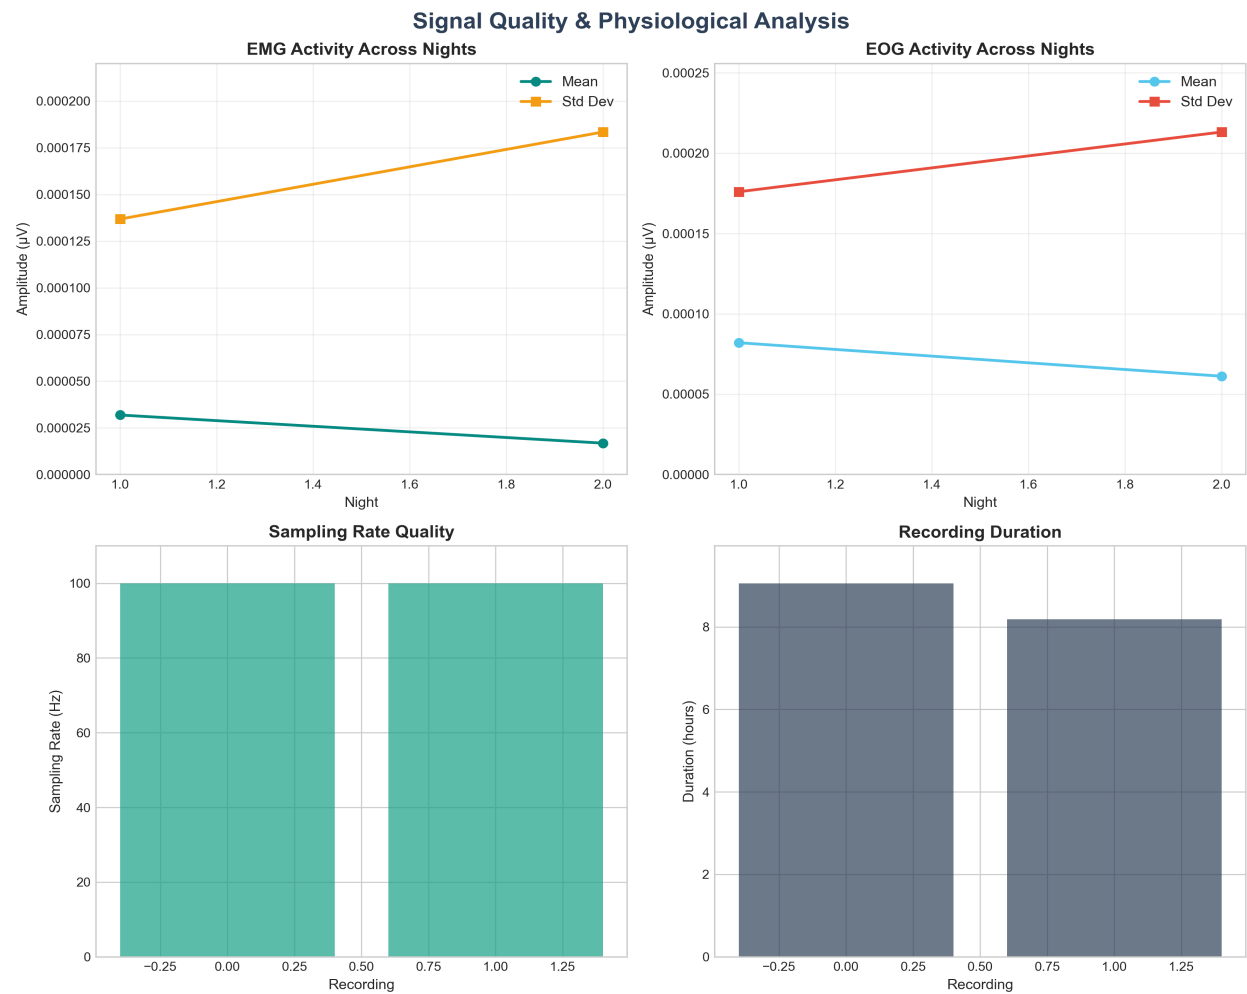 Signal Quality & Physiological Analysis
EMG Activity Across Nights
Mean
Std Dev
Amplitude (µV)
0.000200
0.000175
0.000150
0.000125
0.000100
0.000075
0.000050
0.000025
0.000000
1.0 1.2 1.4 1.6 1.8 2.0
Night
EOG Activity Across Nights
Mean
Std Dev
Amplitude (µV)
0.00025
0.00020
0.00015
0.00010
0.00005
0.00000
1.0 1.2 1.4 1.6 1.8 2.0
Night
Sampling Rate Quality
Sampling Rate (Hz)
100
80
60
40
20
0
−0.25 0.00 0.25 0.50 0.75 1.00 1.25
Recording
Recording Duration
Duration (hours)
8
6
4
2
0
−0.25 0.00 0.25 0.50 0.75 1.00 1.25
Recording